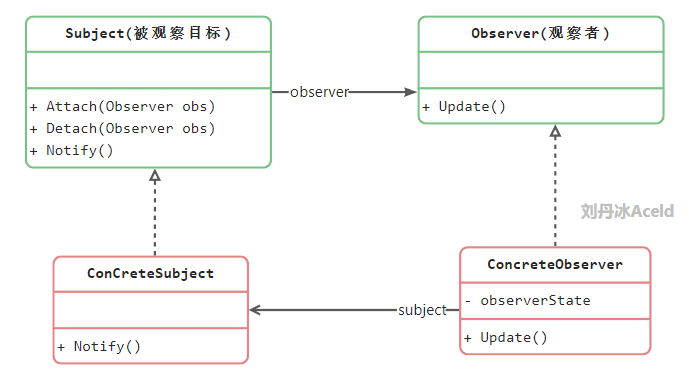 Subject(被观察目标)
+ Attach(Observer obs)
+ Detach(Observer obs)
+ Notify()
observer
Observer(观察者)
+ Update()
刘丹冰Aceld
ConCreteSubject
+ Notify()
subject
ConcreteObserver
- observerState
+ Update()